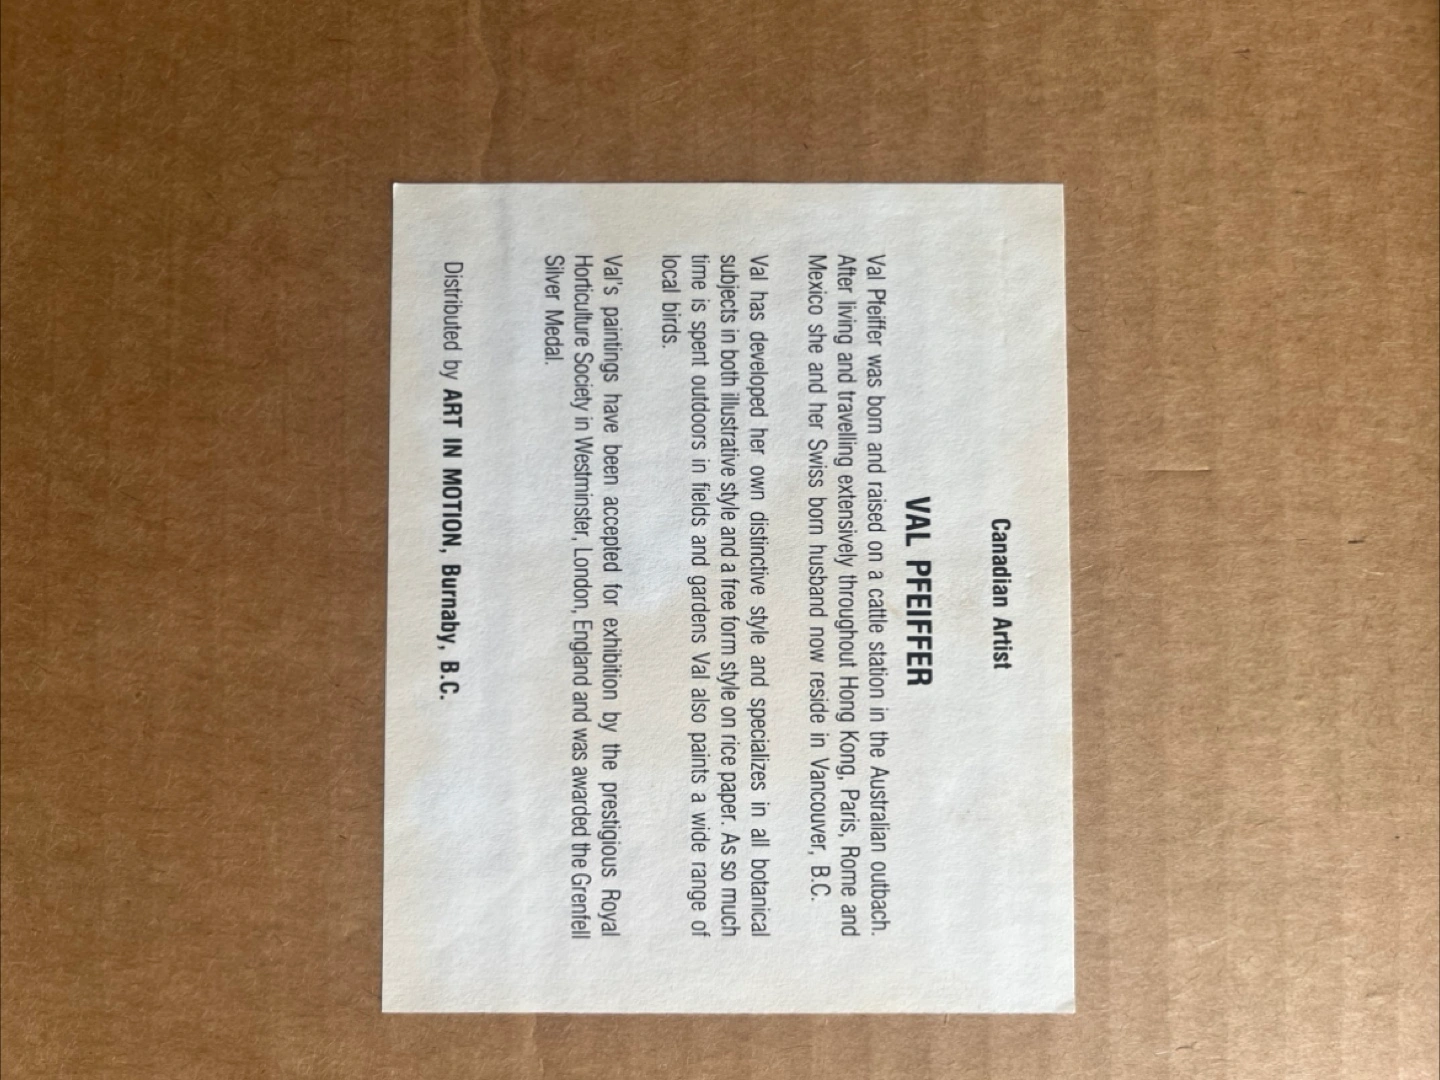 Canadian Artist
VAL PFEIFFER
Val Pfeiffer was born and raised on a cattle station in the Australian outbach.
After living and travelling extensively throughout Hong Kong, Paris, Rome and
Mexico she and her Swiss born husband now reside in Vancouver, B.C.
Val has developed her own distinctive style and specializes in all botanical
subjects in both illustrative style and a free form style on rice paper. As so much
time is spent outdoors in fields and gardens Val also paints a wide range of
local birds.
Val's paintings have been accepted for exhibition by the prestigious Royal
Horticulture Society in Westminster, London, England and was awarded the Grenfell
Silver Medal.
Distributed by ART IN MOTION, Burnaby, B.C.